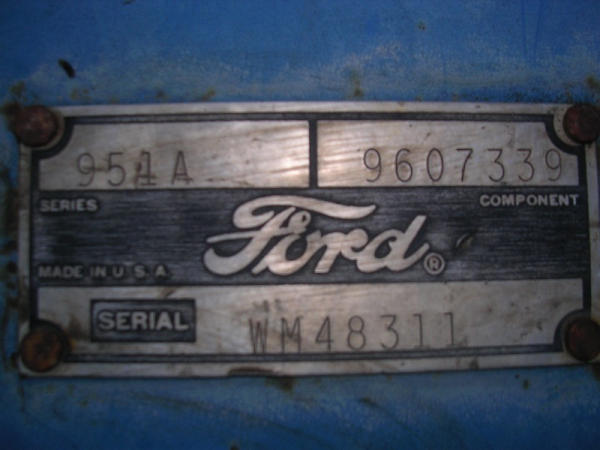 951A 9607339
SERIES COMPONENT
Ford®
MADE IN U.S.A.
SERIAL WM48311